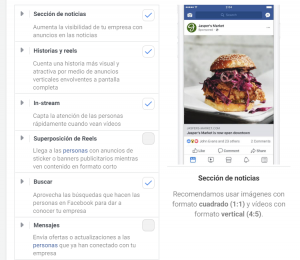 Sección de noticias
Aumenta la visibilidad de tu empresa con
anuncios en las noticias
Historias y reels
Cuenta una historia más visual y
atractiva por medio de anuncios
verticales envolventes a pantalla
completa
In-stream
Capta la atención de las personas
rápidamente cuando vean videos
Superposición de Reels
Llega a las personas con anuncios de
sticker o banners publicitarios mientras
ven contenido en formato corto
Buscar
Aprovecha las búsquedas que hacen las
personas en Facebook para dar a
conocer tu empresa
Mensajes
Envía ofertas o actualizaciones a las
personas que ya han conectado con tu
empresa
Jasper's Market
Jasper's Market is now open downtown
Like
Comment
Share
Sección de noticias
Recomendamos usar imágenes con
formato cuadrado (1:1) y videos con
formato vertical (4:5).